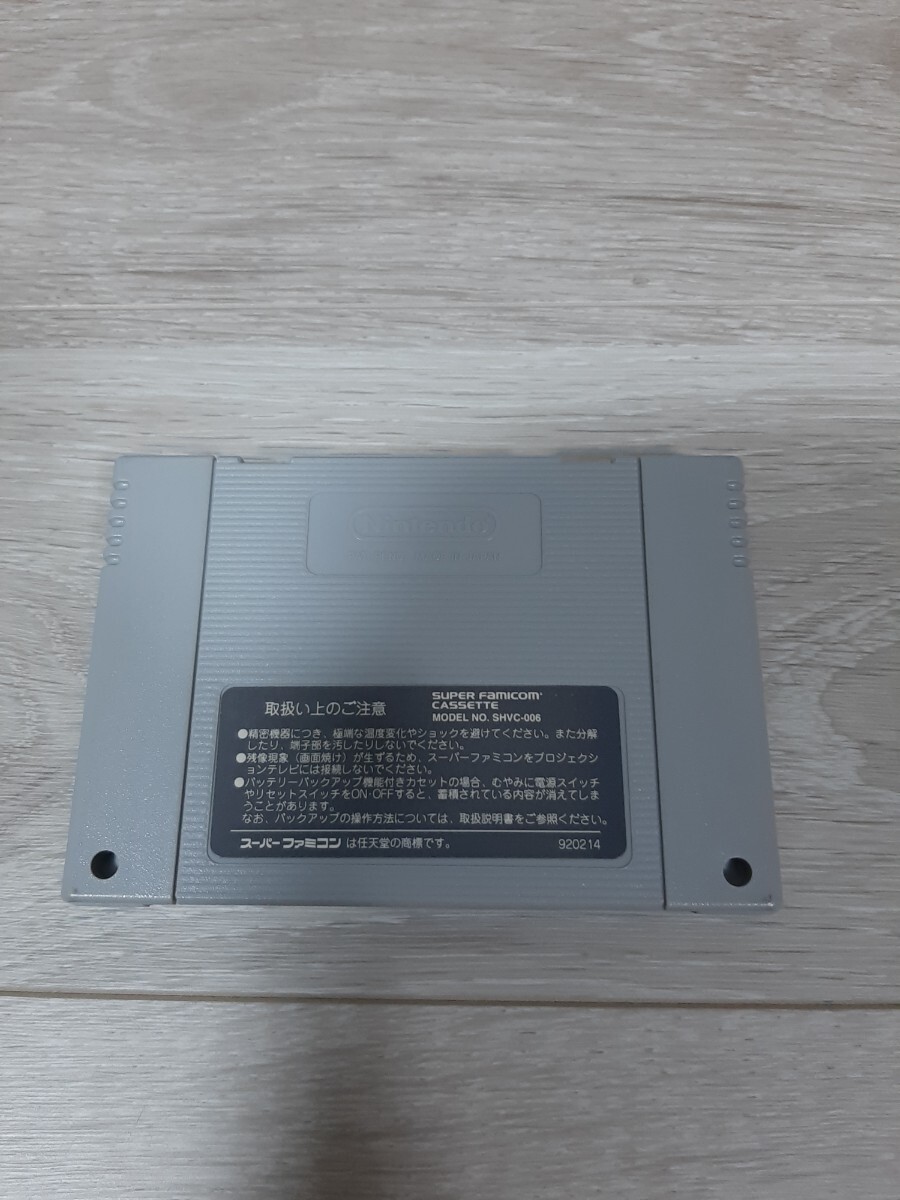 Nintendo
取扱い上のご注意
SUPER FAMICOM
CASSETTE
MODEL NO. SHVC-006
●精密機器につき、極端な温度変化やショックを避けてください。また分解
したり、端子部を汚したりしないでください。
●残像現象(画面焼け)が生ずるため、スーパーファミコンをプロジェクシ
ョンテレビには接続しないでください。
●バッテリーバックアップ機能付きカセットの場合、むやみに電源スイッチ
やリセットスイッチをON・OFFすると、蓄積されている内容が消えてしま
うことがあります。
なお、バックアップの操作方法については、取扱説明書をご参照ください。
スーパーファミコン は任天堂の商標です。
920214